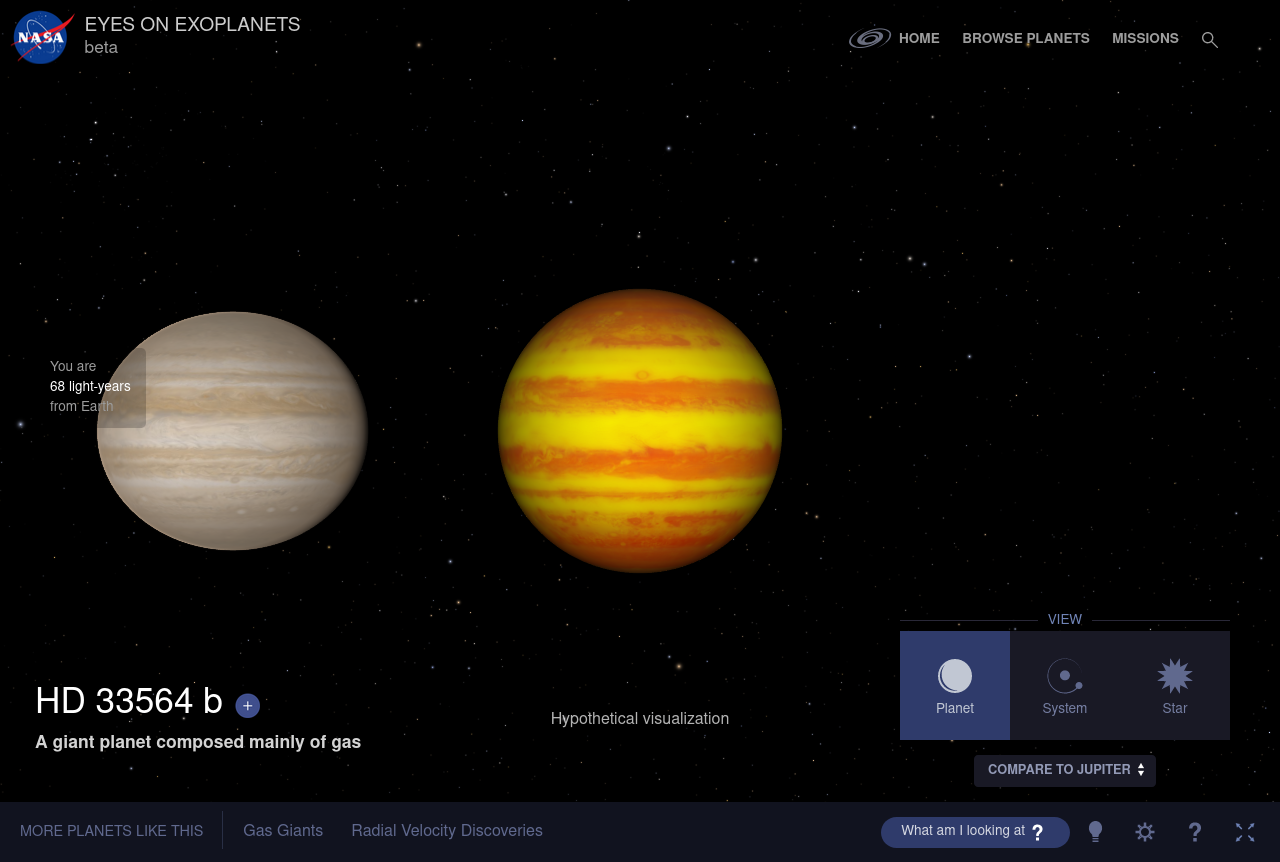 NASA
EYES ON EXOPLANETS
beta
HOME
BROWSE PLANETS
MISSIONS
You are
68 light-years
from Earth
VIEW
Planet
System
Star
HD 33564 b +
A giant planet composed mainly of gas
Hypothetical visualization
COMPARE TO JUPITER
MORE PLANETS LIKE THIS
Gas Giants
Radial Velocity Discoveries
What am I looking at ?
?